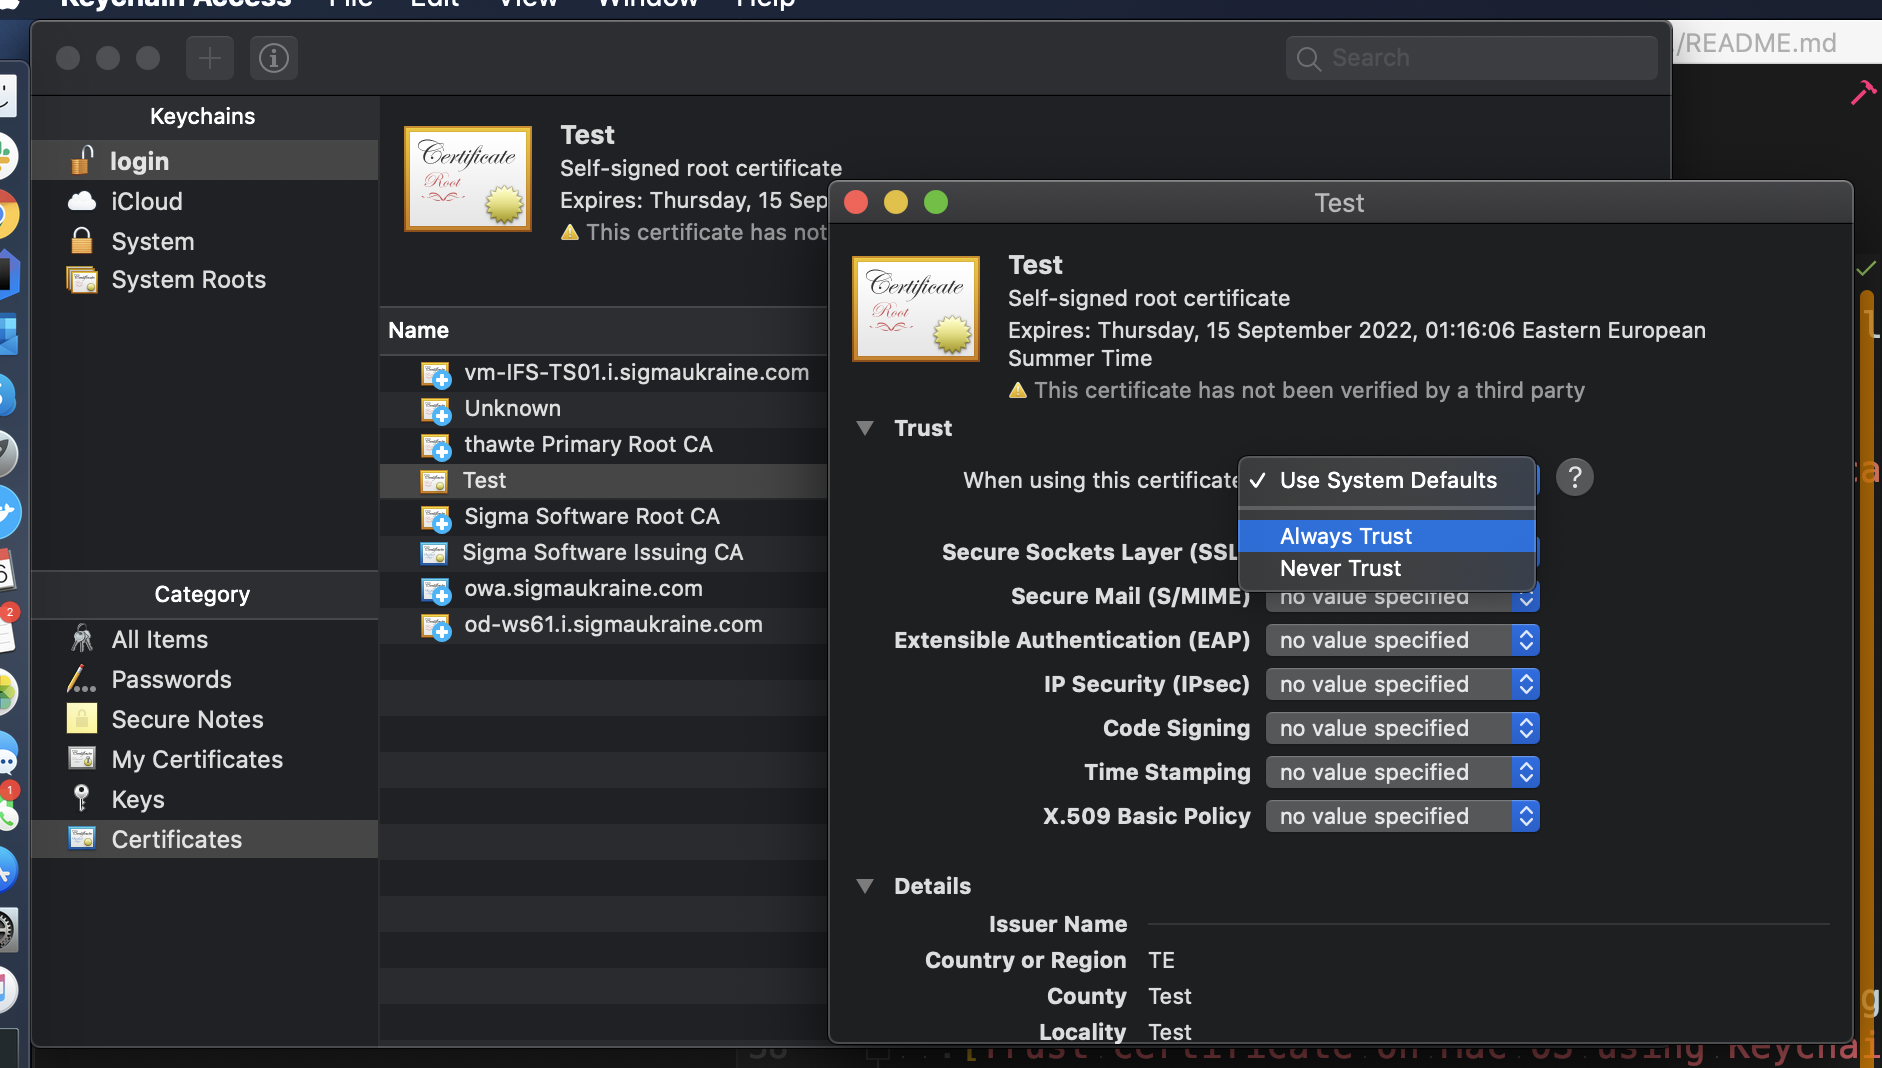 Keychain Access File Edit View Window Help
/README.md
Search
Keychains
login
iCloud
System
System Roots
Certificate
Root
Test
Self-signed root certificate
Expires: Thursday, 15 Sep
This certificate has not
Name
vm-IFS-TS01.i.sigmaukraine.com
Unknown
thawte Primary Root CA
Test
Sigma Software Root CA
Sigma Software Issuing CA
owa.sigmaukraine.com
od-ws61.i.sigmaukraine.com
Category
All Items
Passwords
Secure Notes
My Certificates
Keys
Certificates
2
1
Test
Certificate
Root
Test
Self-signed root certificate
Expires: Thursday, 15 September 2022, 01:16:06 Eastern European
Summer Time
This certificate has not been verified by a third party
Trust
When using this certificate
✓ Use System Defaults
?
Always Trust
Never Trust
Secure Sockets Layer (SSL
Secure Mail (S/MIME) no value specified
Extensible Authentication (EAP) no value specified
IP Security (IPsec) no value specified
Code Signing no value specified
Time Stamping no value specified
X.509 Basic Policy no value specified
Details
Issuer Name
Country or Region TE
County Test
Locality Test
[Trust certificate on Mac OS using Keychai